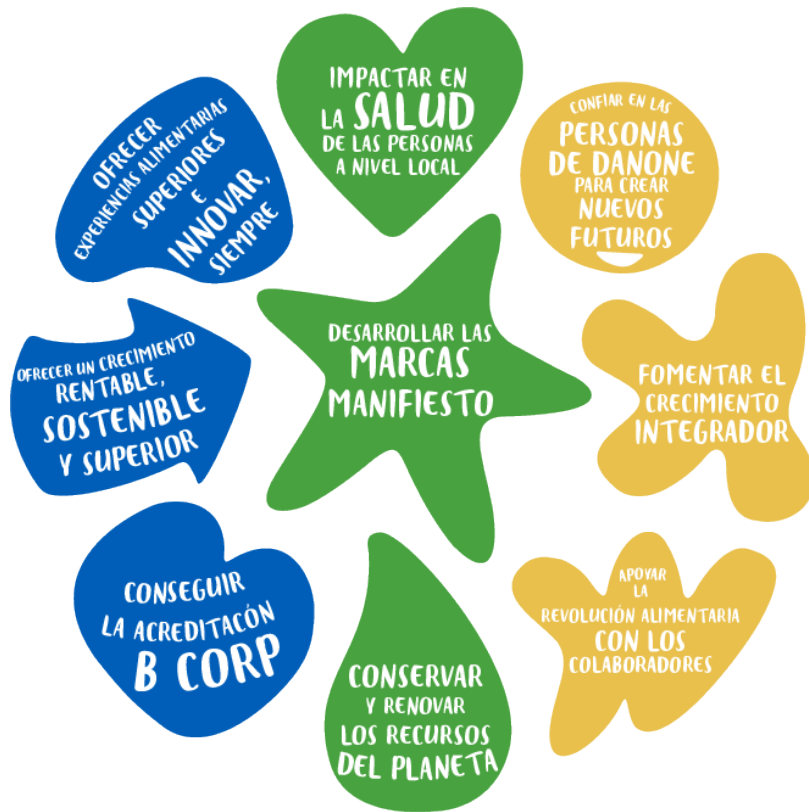 IMPACTAR EN
LA SALUD
DE LAS PERSONAS
A NIVEL LOCAL
OFRECER
EXPERIENCIAS ALIMENTARIAS
SUPERIORES
E
INNOVAR,
SIEMPRE
CONFIAR EN LAS
PERSONAS
DE DANONE
PARA CREAR
NUEVOS
FUTUROS
OFRECER UN CRECIMIENTO
RENTABLE,
SOSTENIBLE
Y SUPERIOR
DESARROLLAR LAS
MARCAS
MANIFIESTO
FOMENTAR EL
CRECIMIENTO
INTEGRADOR
CONSEGUIR
LA ACREDITACÓN
B CORP
CONSERVAR
Y RENOVAR
LOS RECURSOS
DEL PLANETA
APOYAR
LA
REVOLUCIÓN ALIMENTARIA
CON LOS
COLABORADORES